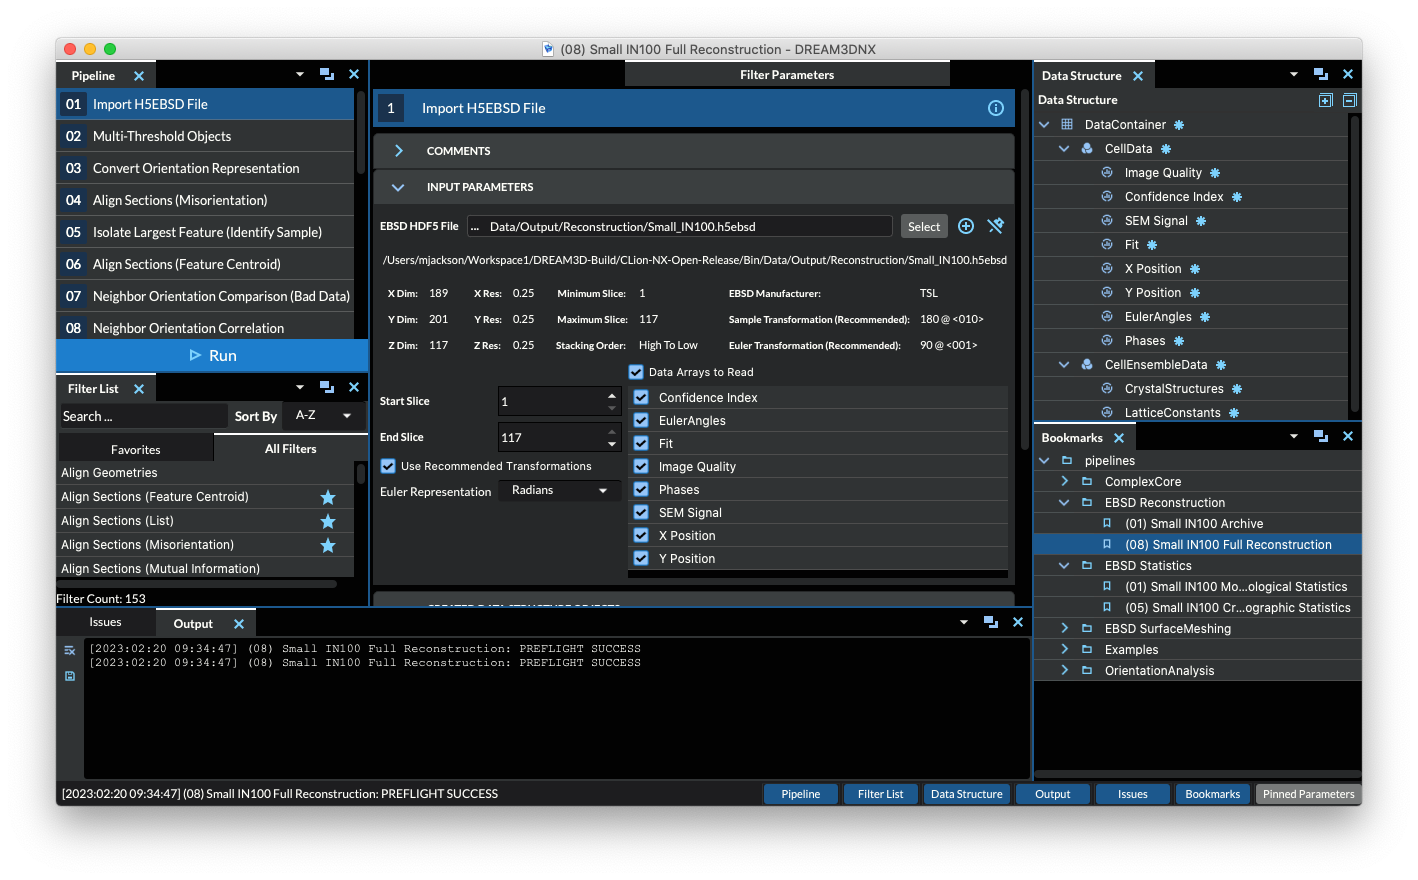 (08) Small IN100 Full Reconstruction - DREAM3DNX
Pipeline
01 Import H5EBSD File
02 Multi-Threshold Objects
03 Convert Orientation Representation
04 Align Sections (Misorientation)
05 Isolate Largest Feature (Identify Sample)
06 Align Sections (Feature Centroid)
07 Neighbor Orientation Comparison (Bad Data)
08 Neighbor Orientation Correlation
Run
Filter List
Search ...
Sort By
A-Z
Favorites
All Filters
Align Geometries
Align Sections (Feature Centroid)
Align Sections (List)
Align Sections (Misorientation)
Align Sections (Mutual Information)
Filter Count: 153
Filter Parameters
1 Import H5EBSD File
COMMENTS
INPUT PARAMETERS
EBSD HDF5 File
... Data/Output/Reconstruction/Small_IN100.h5ebsd
Select
/Users/mjackson/Workspace1/DREAM3D-Build/CLion-NX-Open-Release/Bin/Data/Output/Reconstruction/Small_IN100.h5ebsd
X Dim: 189 X Res: 0.25 Minimum Slice: 1 EBSD Manufacturer: TSL
Y Dim: 201 Y Res: 0.25 Maximum Slice: 117 Sample Transformation (Recommended): 180 @ <010>
Z Dim: 117 Z Res: 0.25 Stacking Order: High To Low Euler Transformation (Recommended): 90 @ <001>
Start Slice 1
End Slice 117
Use Recommended Transformations
Euler Representation Radians
Data Arrays to Read
Confidence Index
EulerAngles
Fit
Image Quality
Phases
SEM Signal
X Position
Y Position
CREATED DATA STRUCTURE OBJECTS
Data Structure
Data Structure
DataContainer
CellData
Image Quality
Confidence Index
SEM Signal
Fit
X Position
Y Position
EulerAngles
Phases
CellEnsembleData
CrystalStructures
LatticeConstants
Bookmarks
pipelines
ComplexCore
EBSD Reconstruction
(01) Small IN100 Archive
(08) Small IN100 Full Reconstruction
EBSD Statistics
(01) Small IN100 Mo...ological Statistics
(05) Small IN100 Cr...ographic Statistics
EBSD SurfaceMeshing
Examples
OrientationAnalysis
Issues
Output
[2023:02:20 09:34:47] (08) Small IN100 Full Reconstruction: PREFLIGHT SUCCESS
[2023:02:20 09:34:47] (08) Small IN100 Full Reconstruction: PREFLIGHT SUCCESS
[2023:02:20 09:34:47] (08) Small IN100 Full Reconstruction: PREFLIGHT SUCCESS
Pipeline
Filter List
Data Structure
Output
Issues
Bookmarks
Pinned Parameters